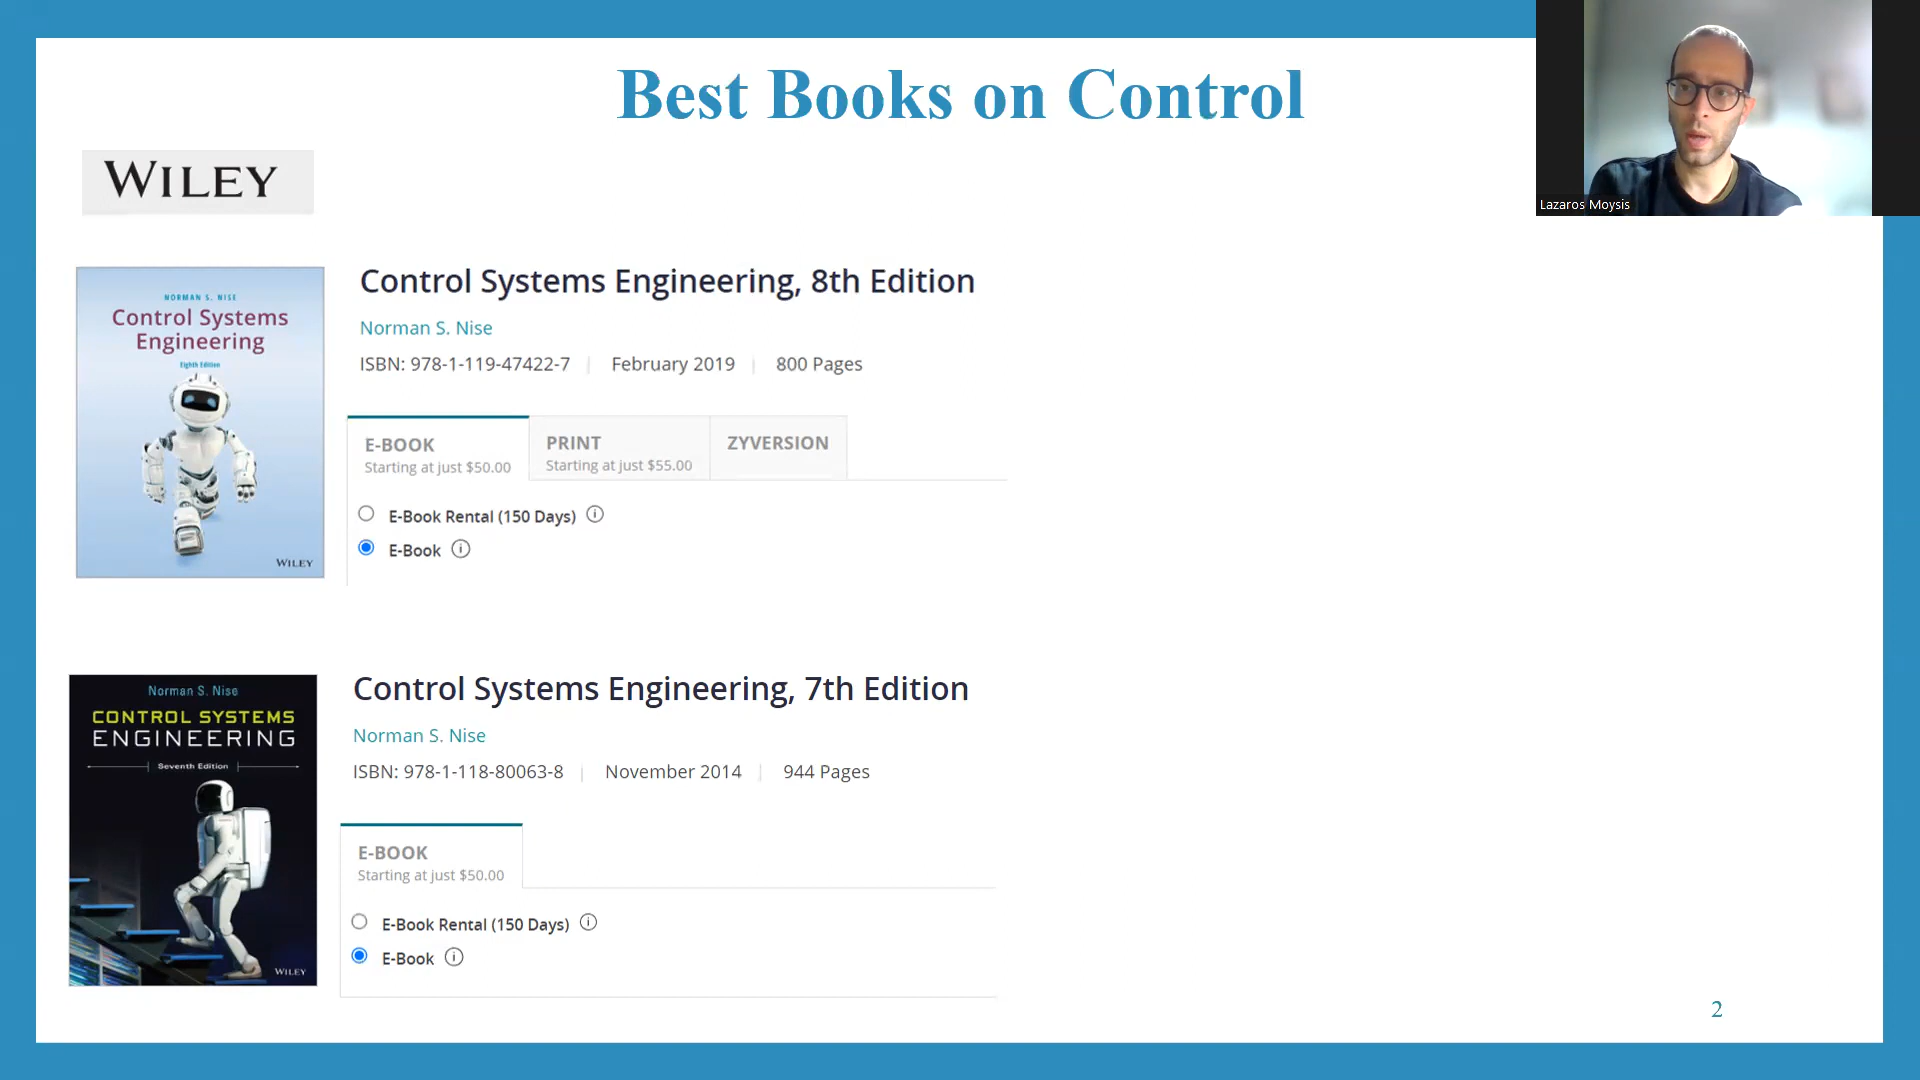 Best Books on Control
Lazaros Moysis
WILEY
NORMAN S. NISE
Control Systems
Engineering
Eighth Edition
WILEY
Control Systems Engineering, 8th Edition
Norman S. Nise
ISBN: 978-1-119-47422-7 | February 2019 | 800 Pages
E-BOOK PRINT ZYVERSION
Starting at just $50.00 Starting at just $55.00
E-Book Rental (150 Days)
E-Book
Norman S. Nise
CONTROL SYSTEMS
ENGINEERING
Seventh Edition
WILEY
Control Systems Engineering, 7th Edition
Norman S. Nise
ISBN: 978-1-118-80063-8 | November 2014 | 944 Pages
E-BOOK
Starting at just $50.00
E-Book Rental (150 Days)
E-Book
2